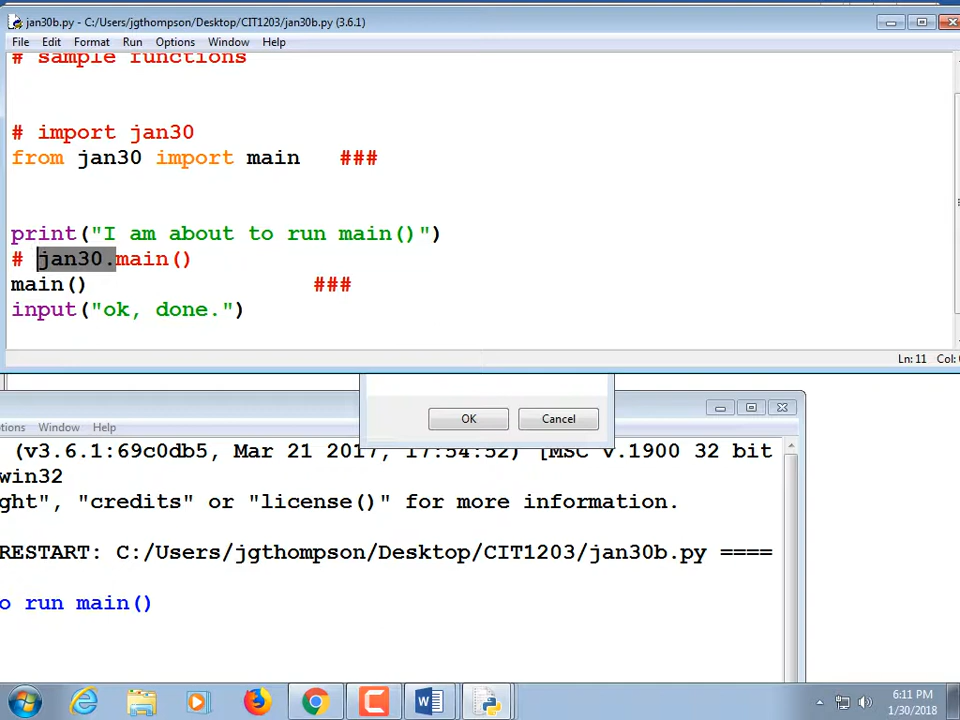 jan30b.py - C:/Users/jgthompson/Desktop/CIT1203/jan30b.py (3.6.1)
File Edit Format Run Options Window Help
# sample functions
# import jan30
from jan30 import main ###
print("I am about to run main()")
# jan30.main()
main() ###
input("ok, done.")
Ln: 11 Col:
OK Cancel
tions Window Help
(v3.6.1:69c0db5, Mar 21 2017, 17:54:52) [MSC v.1900 32 bit
win32
ght", "credits" or "license()" for more information.
RESTART: C:/Users/jgthompson/Desktop/CIT1203/jan30b.py ====
o run main()
6:11 PM
1/30/2018